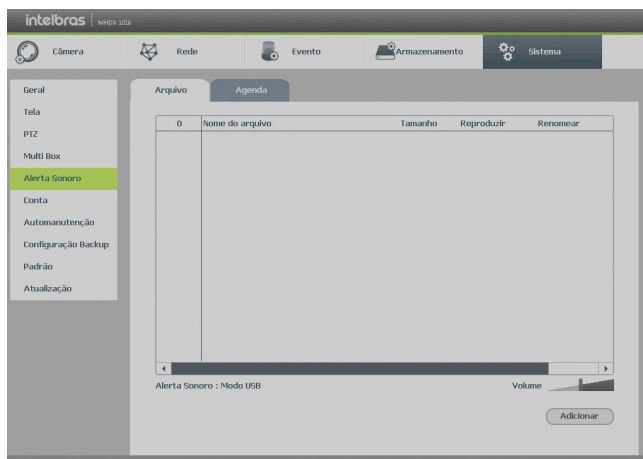 intelbras | MHDX 1016
Câmera Rede Evento Armazenamento Sistema
Geral
Tela
PTZ
Multi Box
Alerta Sonoro
Conta
Automanutenção
Configuração Backup
Padrão
Atualização
Arquivo Agenda
0 Nome do arquivo Tamanho Reproduzir Renomear
Alerta Sonoro : Modo USB Volume
Adicionar